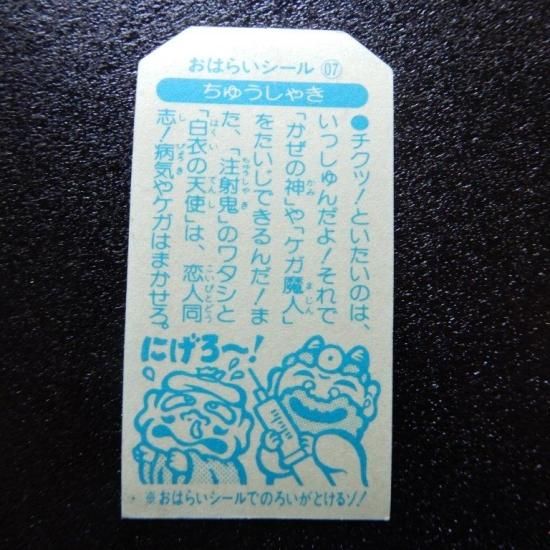 おはらいシール 07
ちゅうしゃき
●チクッ！といたいのは、
いっしゅんだよ！それで
「かぜの神」や「ケガ魔人」
をたいじできるんだ！ま
た、「注射鬼」のワタシと
「白衣の天使」は、恋人同
志！病気やケガはまかせろ。
にげろ〜！
※おはらいシールでのろいがとけるゾ！